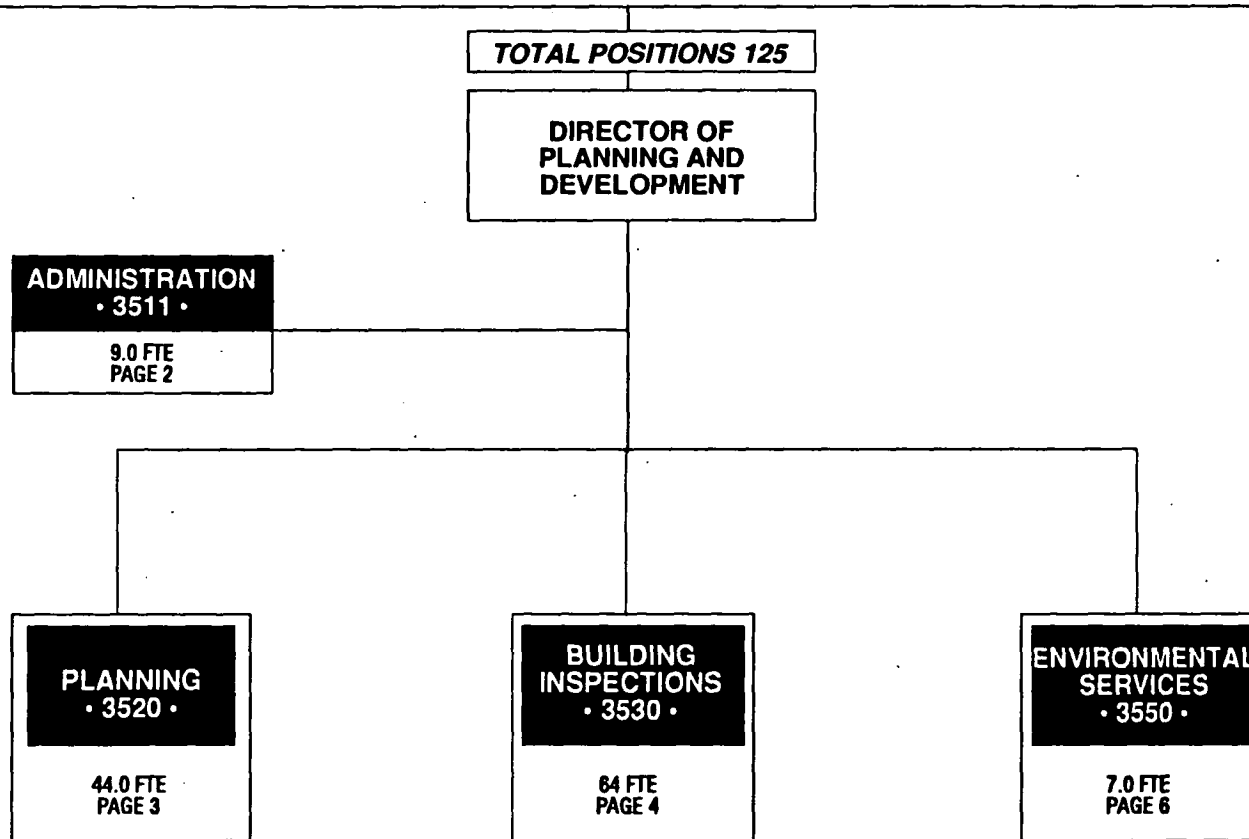 TOTAL POSITIONS 125
DIRECTOR OF
PLANNING AND
DEVELOPMENT
ADMINISTRATION
• 3511 •
9.0 FTE
PAGE 2
PLANNING
• 3520 •
44.0 FTE
PAGE 3
BUILDING
INSPECTIONS
• 3530 •
64 FTE
PAGE 4
ENVIRONMENTAL
SERVICES
• 3550 •
7.0 FTE
PAGE 6